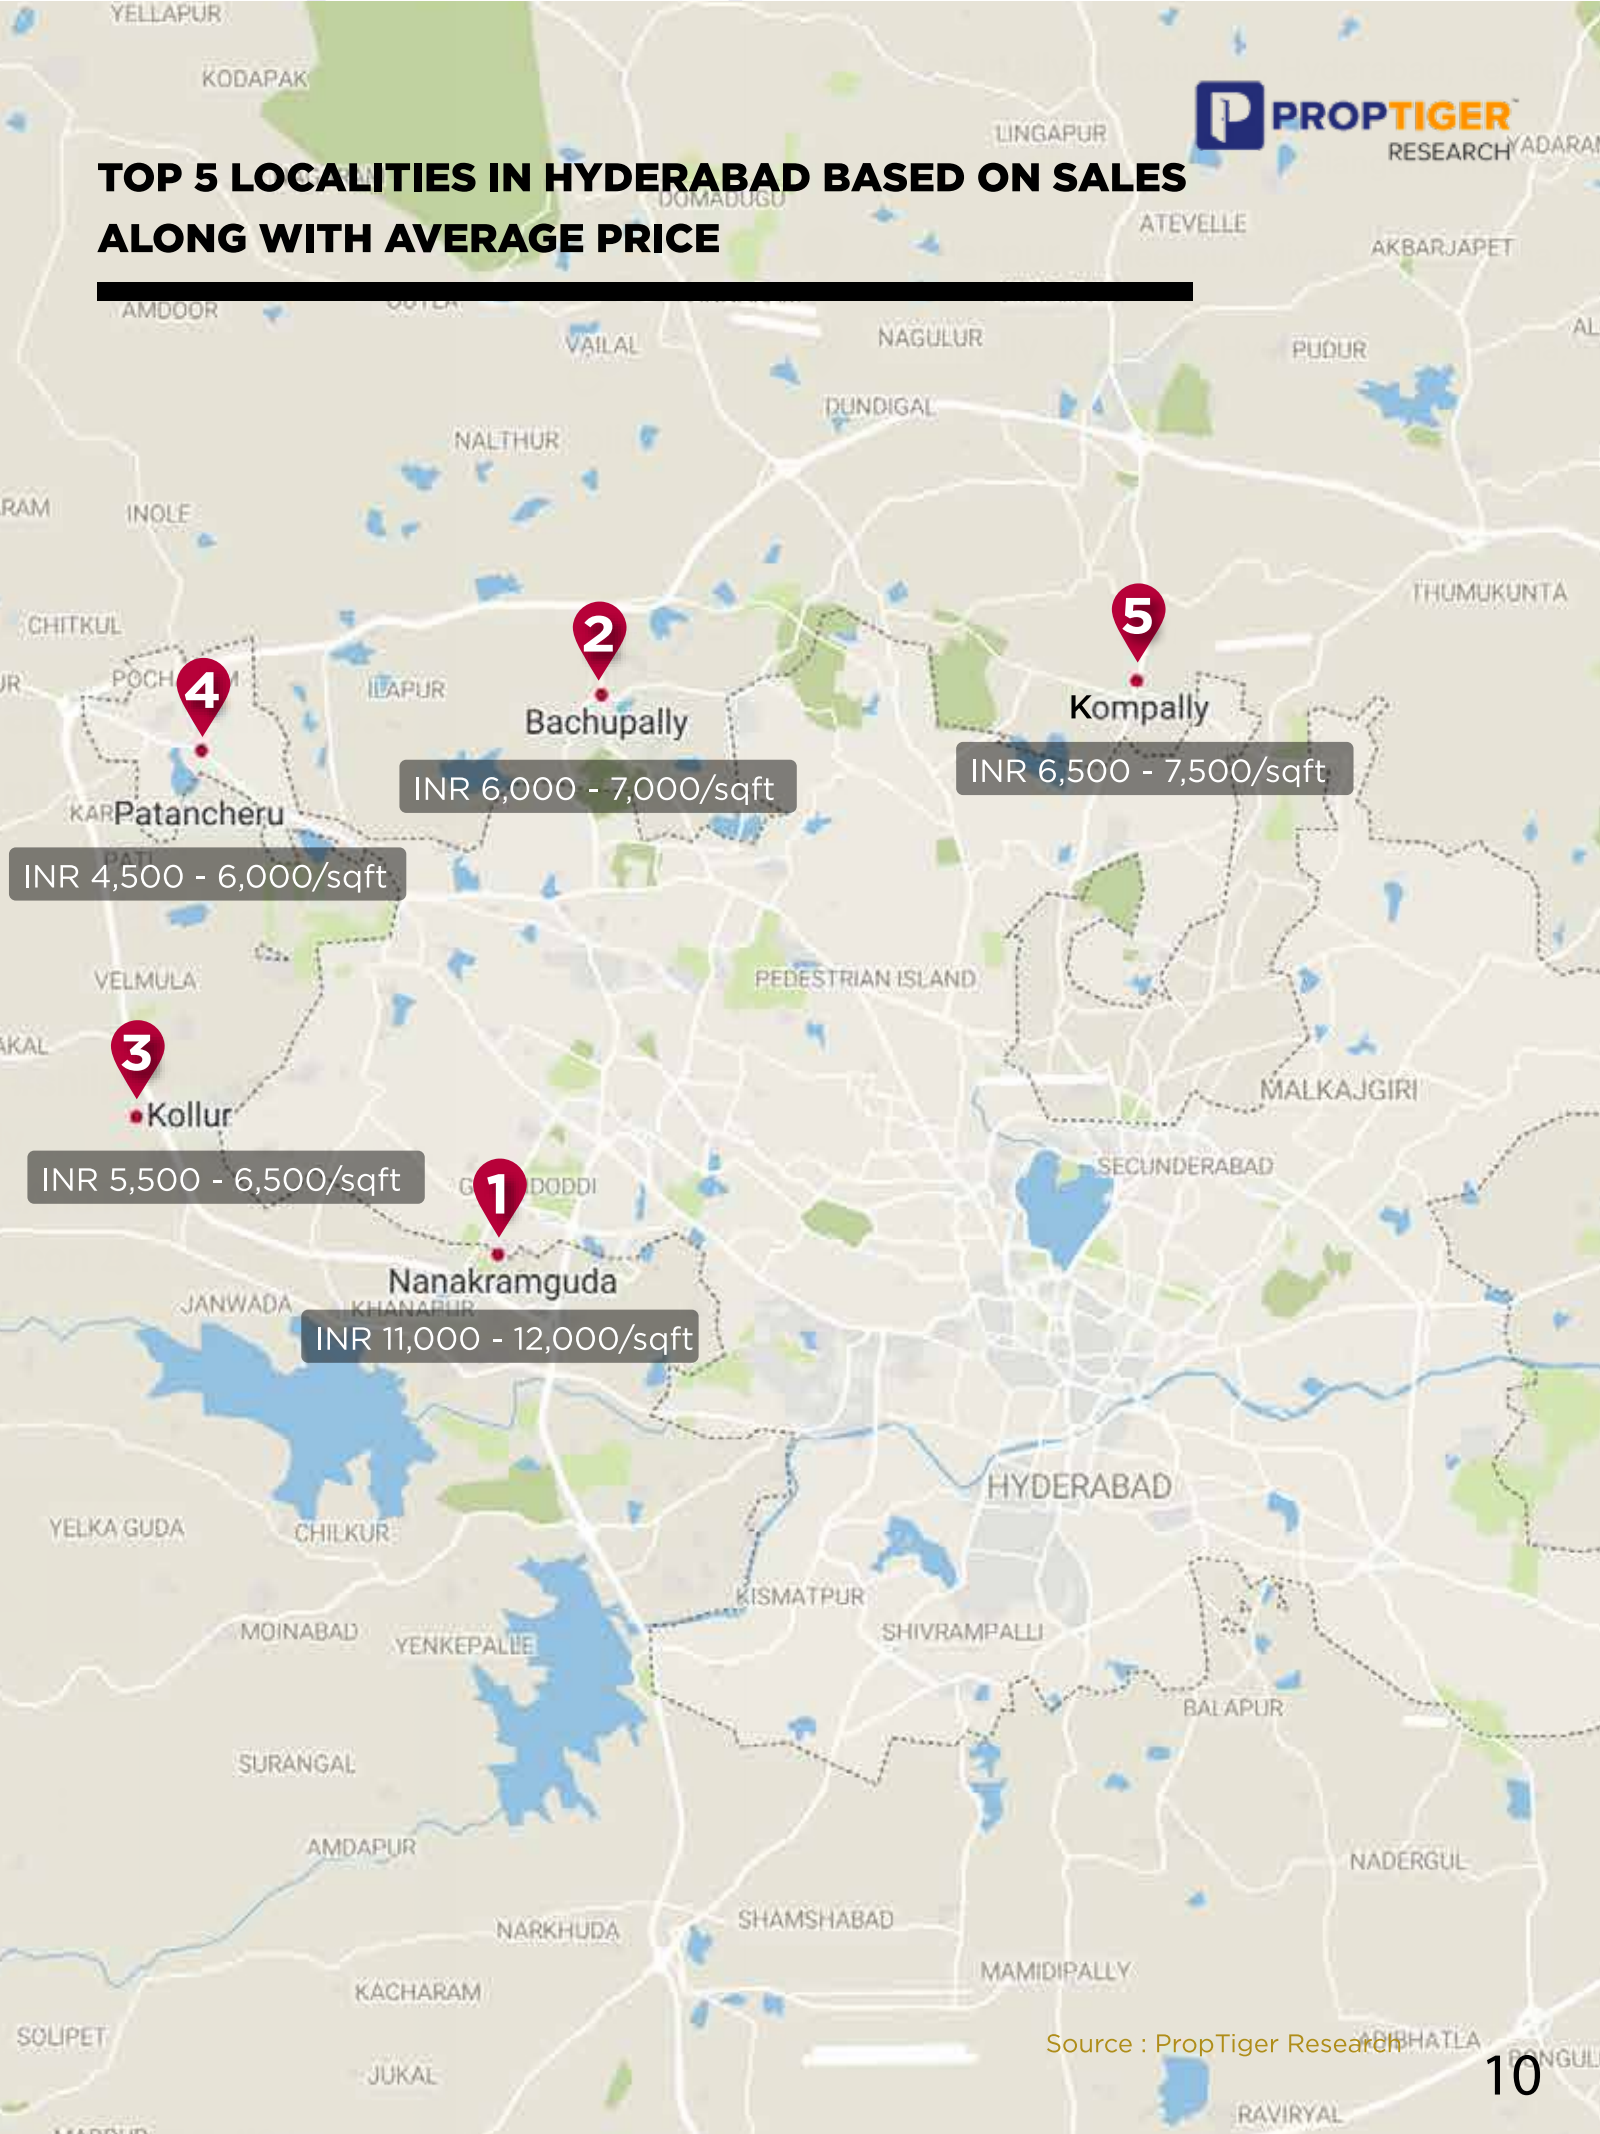 YELLAPUR
KODAPAK
LINGAPUR
PROPTIGER
RESEARCH
TOP 5 LOCALITIES IN HYDERABAD BASED ON SALES
ALONG WITH AVERAGE PRICE
DOMADUGU
ATEVELLE
AKBARJAPET
AMDOOR
VAILAL
NAGULUR
PUDUR
DUNDIGAL
NALTHUR
INOLE
THUMUKUNTA
CHITKUL
2
5
4
ILAPUR
Bachupally
Kompally
INR 6,000 - 7,000/sqft
INR 6,500 - 7,500/sqft
Patancheru
INR 4,500 - 6,000/sqft
VELMULA
PEDESTRIAN ISLAND
3
Kollur
MALKAJGIRI
INR 5,500 - 6,500/sqft
SECUNDERABAD
1
Nanakramguda
JANWADA
KHANAPUR
INR 11,000 - 12,000/sqft
HYDERABAD
YELKA GUDA
CHILKUR
KISMATPUR
MOINABAD
YENKEPALLE
SHIVRAMPALLI
BALAPUR
SURANGAL
AMDAPUR
NADERGUL
NARKHUDA
SHAMSHABAD
MAMIDIPALLY
KACHARAM
SOLIPET
Source : PropTiger Research
JUKAL
10
RAVIRYAL